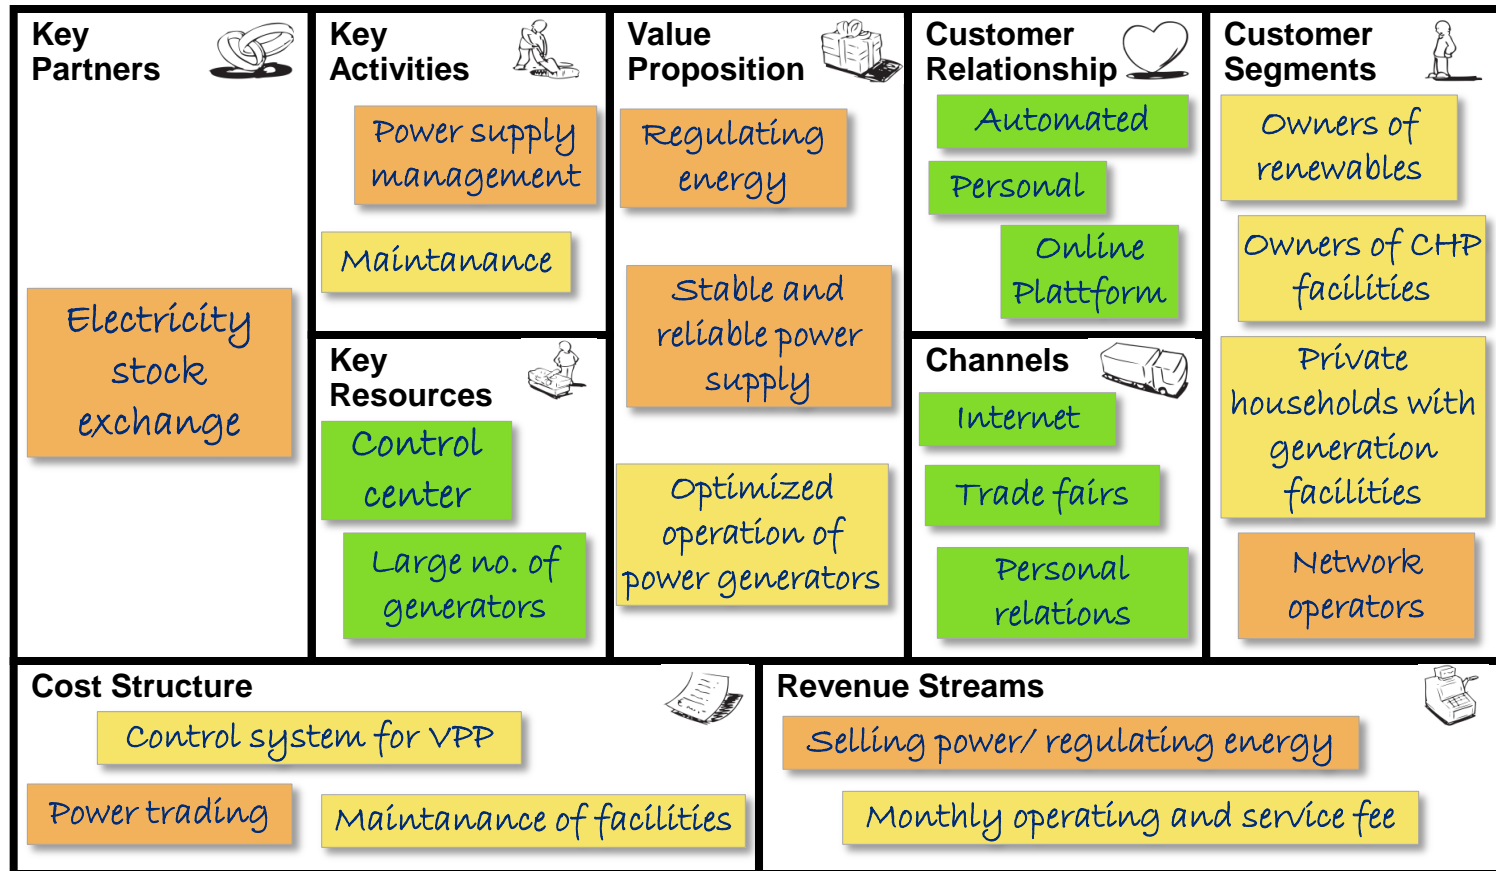 Key
Partners
Electricity
stock
exchange
Key
Activities
Power supply
management
Maintanance
Key
Resources
Control
center
Large no. of
generators
Value
Proposition
Regulating
energy
Stable and
reliable power
supply
Optimized
operation of
power generators
Customer
Relationship
Automated
Personal
Online
Plattform
Channels
Internet
Trade fairs
Personal
relations
Customer
Segments
Owners of
renewables
Owners of CHP
facilities
Private
households with
generation
facilities
Network
operators
Cost Structure
Control system for VPP
Power trading
Maintanance of facilities
Revenue Streams
Selling power/ regulating energy
Monthly operating and service fee